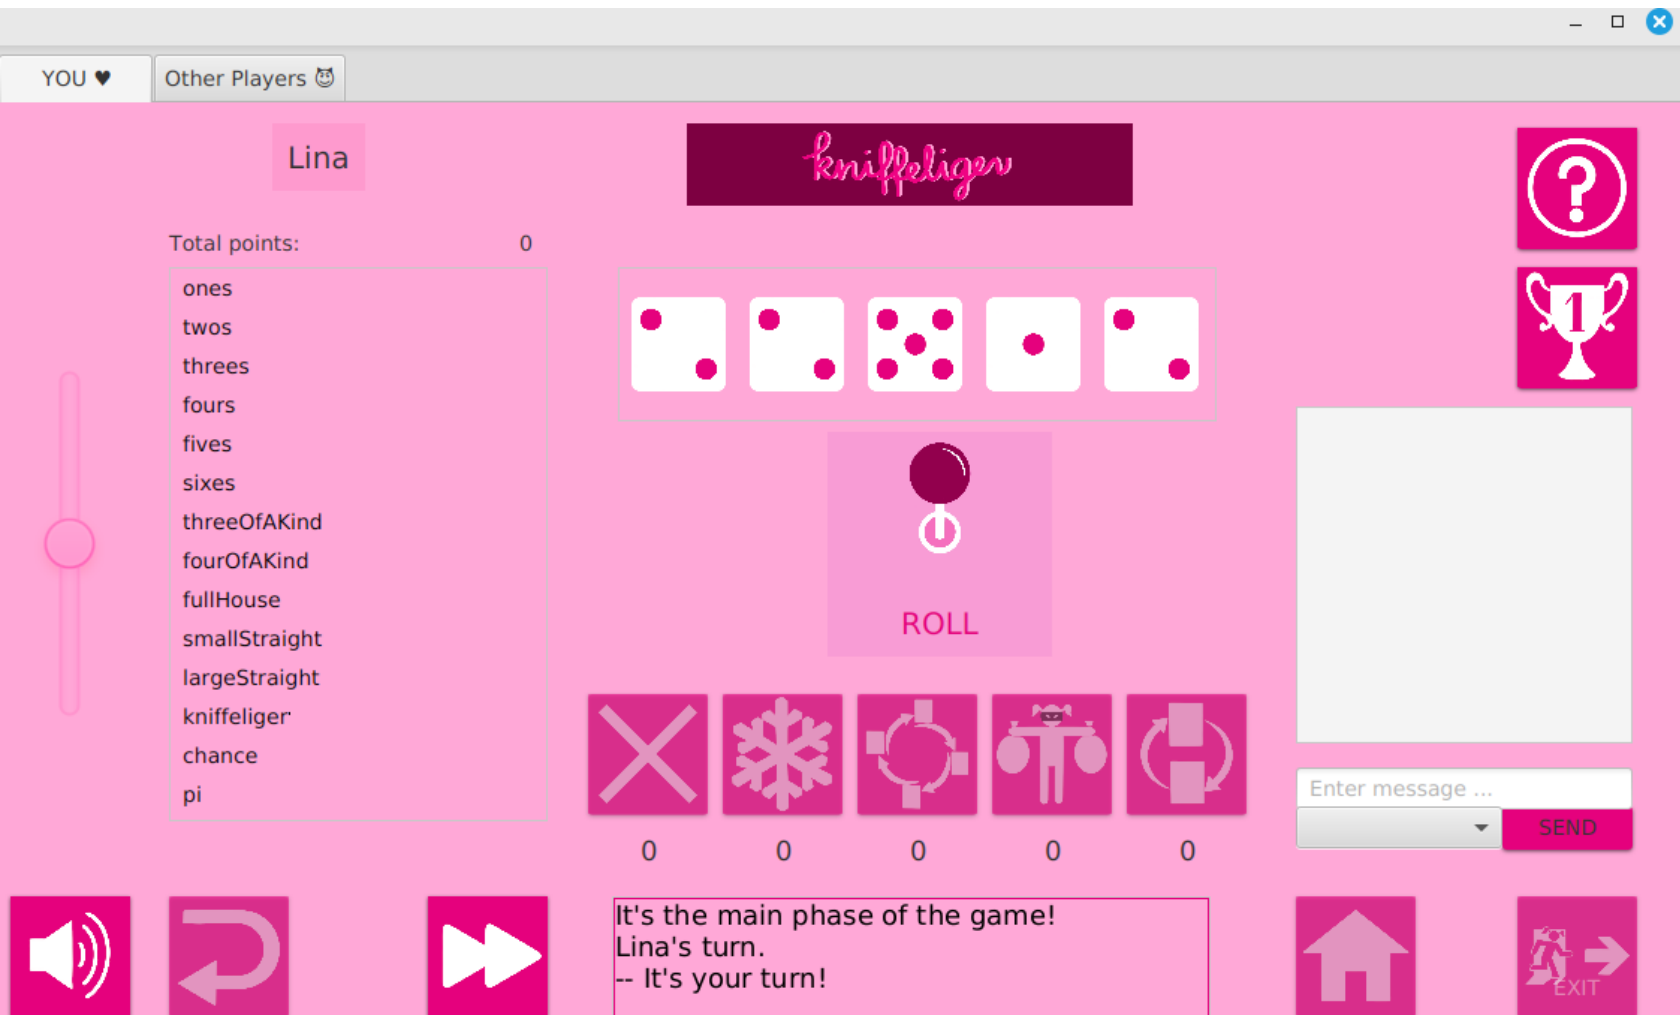 YOU ♥
Other Players 😈
Lina
kniffeliger
Total points: 0
ones
twos
threes
fours
fives
sixes
threeOfAKind
fourOfAKind
fullHouse
smallStraight
largeStraight
kniffeliger
chance
pi
ROLL
0 0 0 0 0
1
Enter message ...
SEND
It's the main phase of the game!
Lina's turn.
-- It's your turn!
EXIT